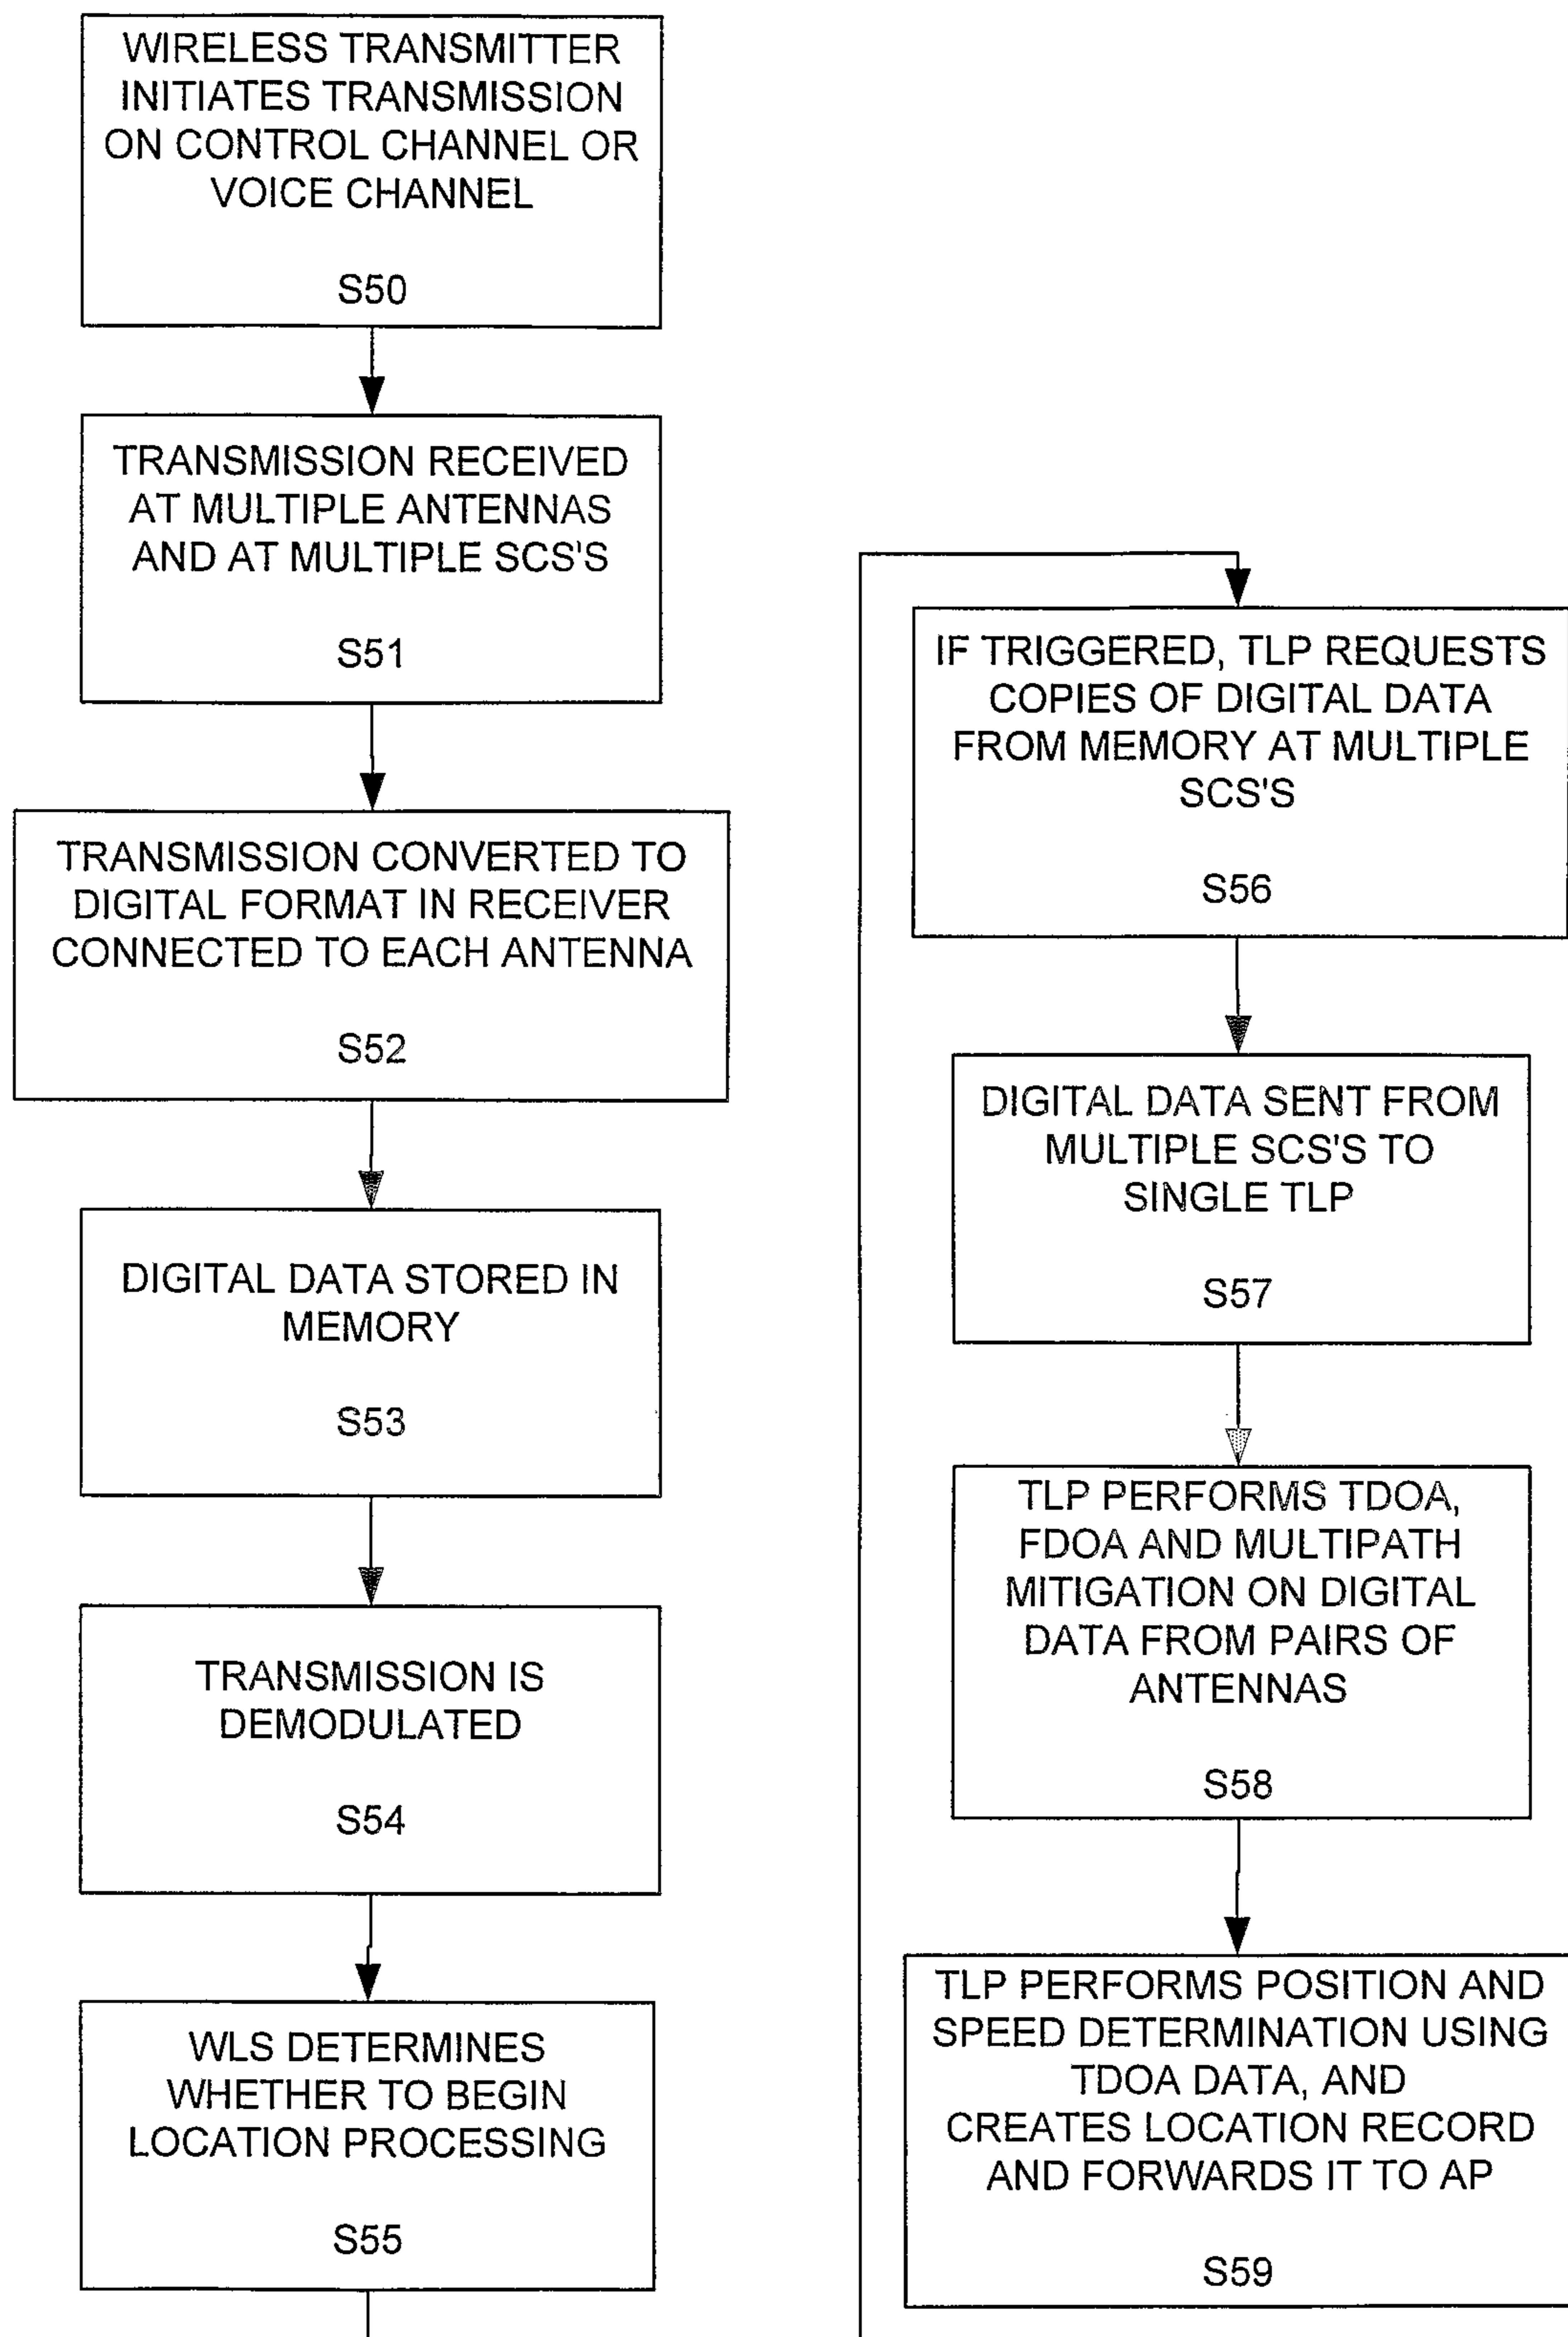 WIRELESS TRANSMITTER
INITIATES TRANSMISSION
ON CONTROL CHANNEL OR
VOICE CHANNEL
S50
TRANSMISSION RECEIVED
AT MULTIPLE ANTENNAS
AND AT MULTIPLE SCS'S
S51
TRANSMISSION CONVERTED TO
DIGITAL FORMAT IN RECEIVER
CONNECTED TO EACH ANTENNA
S52
DIGITAL DATA STORED IN
MEMORY
S53
TRANSMISSION IS
DEMODULATED
S54
WLS DETERMINES
WHETHER TO BEGIN
LOCATION PROCESSING
S55
IF TRIGGERED, TLP REQUESTS
COPIES OF DIGITAL DATA
FROM MEMORY AT MULTIPLE
SCS'S
S56
DIGITAL DATA SENT FROM
MULTIPLE SCS'S TO
SINGLE TLP
S57
TLP PERFORMS TDOA,
FDOA AND MULTIPATH
MITIGATION ON DIGITAL
DATA FROM PAIRS OF
ANTENNAS
S58
TLP PERFORMS POSITION AND
SPEED DETERMINATION USING
TDOA DATA, AND
CREATES LOCATION RECORD
AND FORWARDS IT TO AP
S59